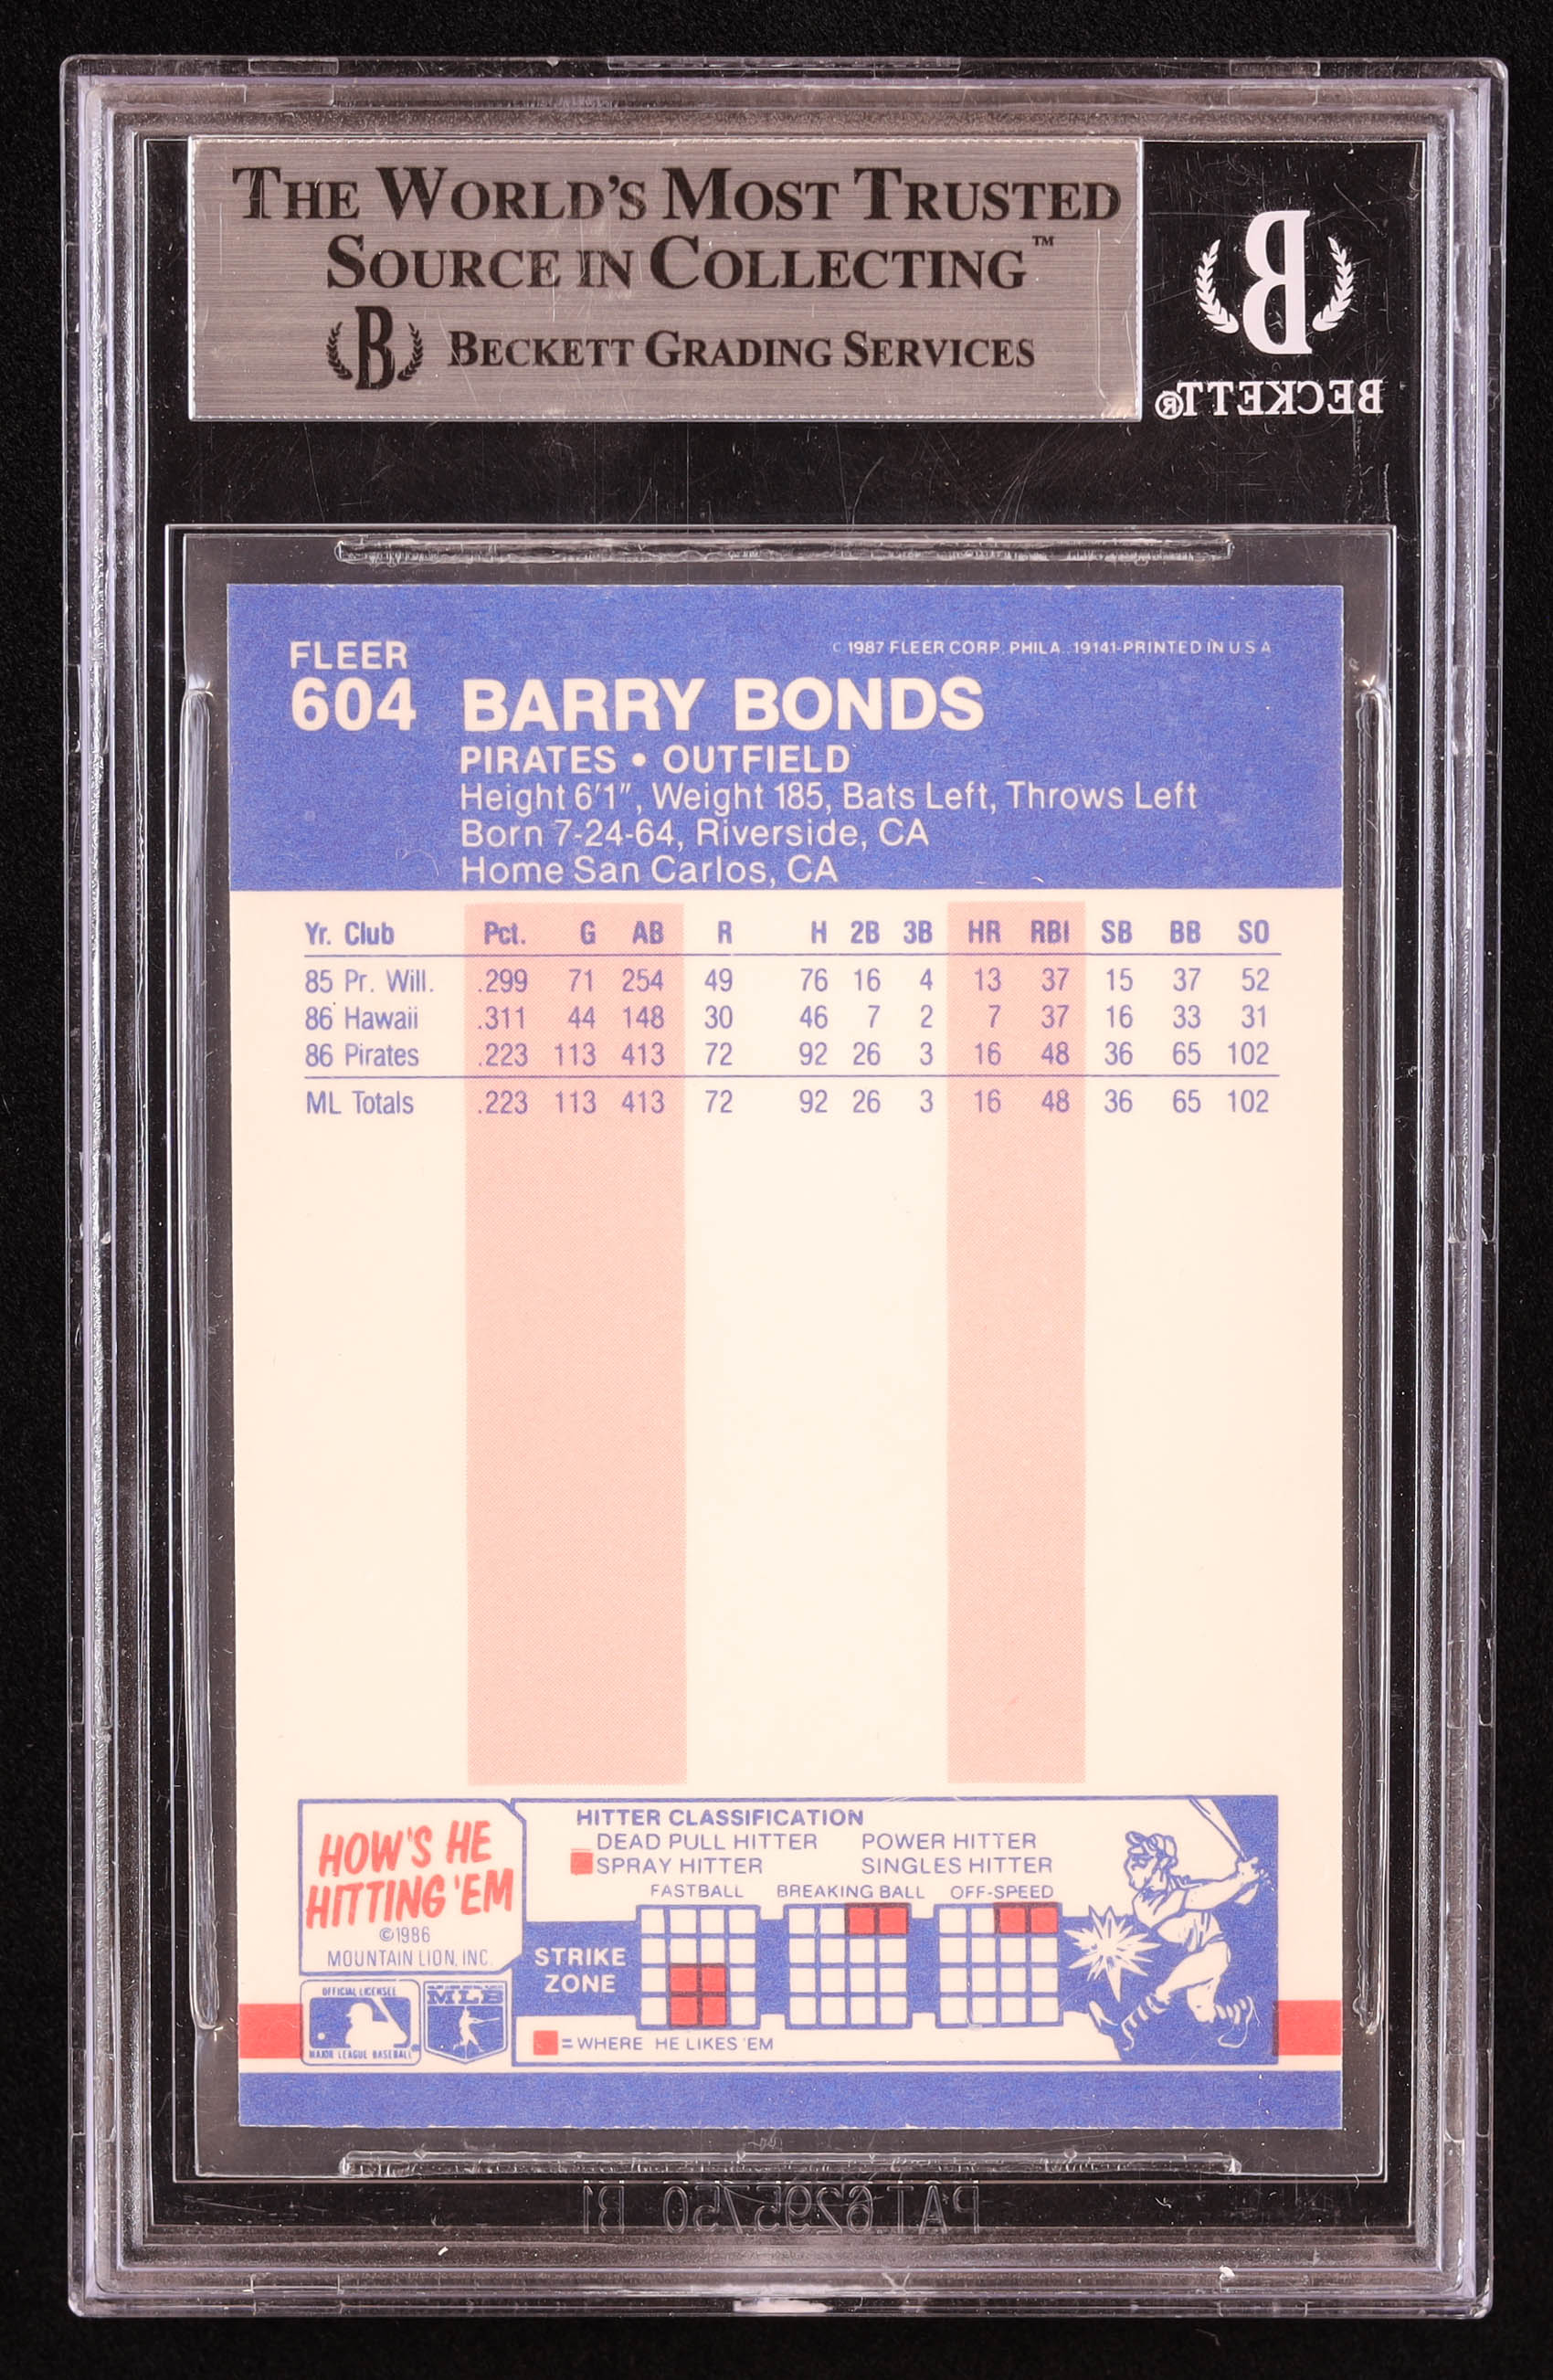 THE WORLD'S MOST TRUSTED
SOURCE IN COLLECTING™
B BECKETT GRADING SERVICES
B
BECKETT®
FLEER
© 1987 FLEER CORP. PHILA. 19141-PRINTED IN U S A
604 BARRY BONDS
PIRATES • OUTFIELD
Height 6'1", Weight 185, Bats Left, Throws Left
Born 7-24-64, Riverside, CA
Home San Carlos, CA
Yr. Club Pct. G AB R H 2B 3B HR RBI SB BB SO
85 Pr. Will. .299 71 254 49 76 16 4 13 37 15 37 52
86 Hawaii .311 44 148 30 46 7 2 7 37 16 33 31
86 Pirates .223 113 413 72 92 26 3 16 48 36 65 102
ML Totals .223 113 413 72 92 26 3 16 48 36 65 102
HOW'S HE
HITTING 'EM
©1986
MOUNTAIN LION, INC.
HITTER CLASSIFICATION
DEAD PULL HITTER POWER HITTER
SPRAY HITTER SINGLES HITTER
FASTBALL BREAKING BALL OFF-SPEED
STRIKE
ZONE
= WHERE HE LIKES 'EM
OFFICIAL LICENSEE
MAJOR LEAGUE BASEBALL
MLB
PAT 6295750 B1